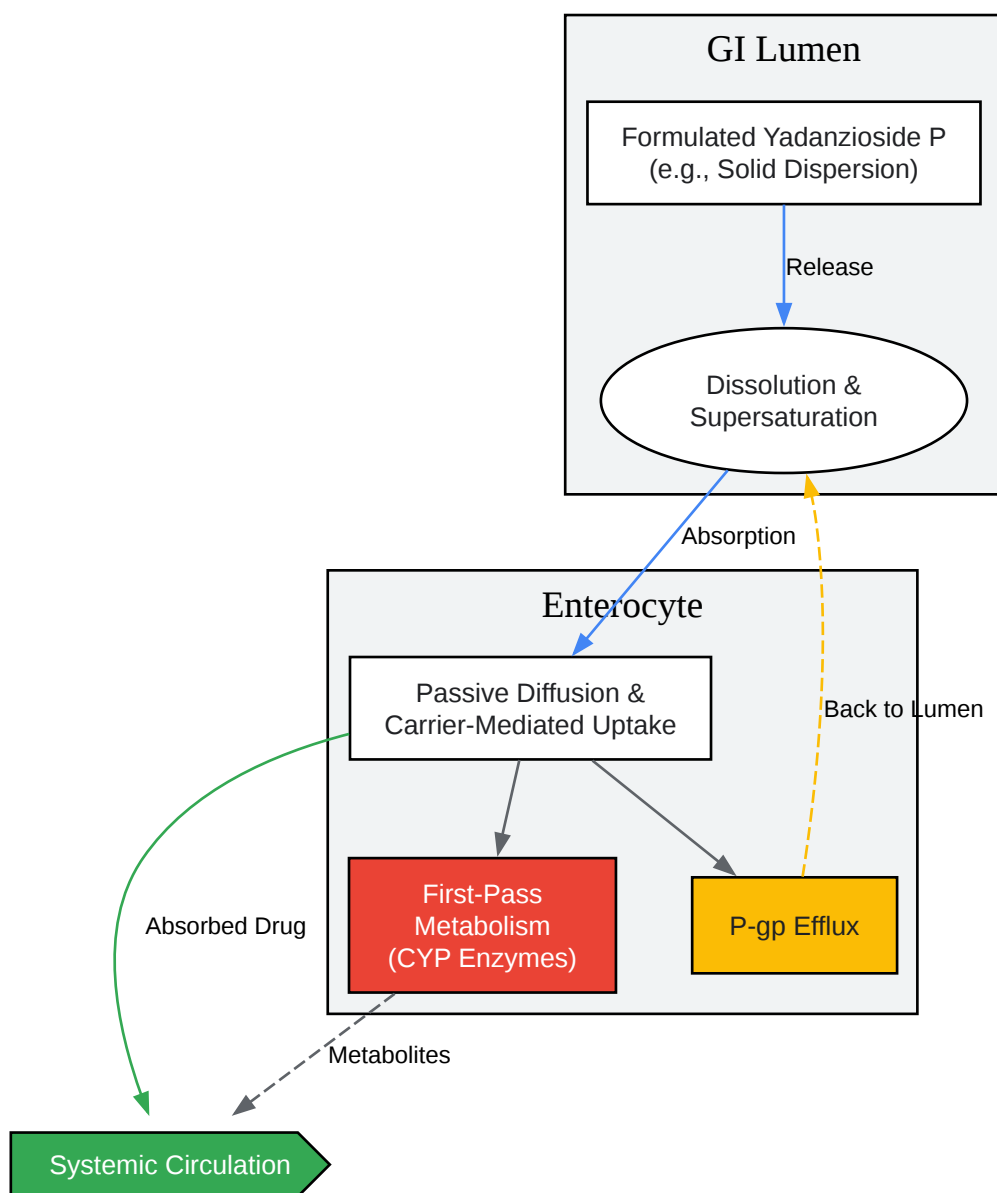 GI Lumen
Formulated Yadanzioside P
(e.g., Solid Dispersion)
Release
Dissolution &
Supersaturation
Absorption
Enterocyte
Passive Diffusion &
Carrier-Mediated Uptake
Back to Lumen
First-Pass
Metabolism
(CYP Enzymes)
P-gp Efflux
Absorbed Drug
Metabolites
Systemic Circulation